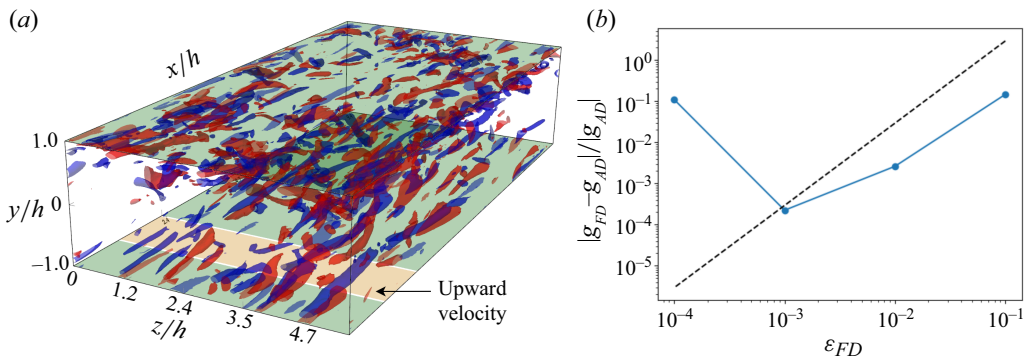 (a)
x/h
1.0
y/h
0
−1.0
0
1.2
2.4
3.5
4.7
z/h
Upward
velocity
(b)
|g_FD − g_AD|/|g_AD|
10⁰
10⁻¹
10⁻²
10⁻³
10⁻⁴
10⁻⁵
10⁻⁴
10⁻³
10⁻²
10⁻¹
ε_FD